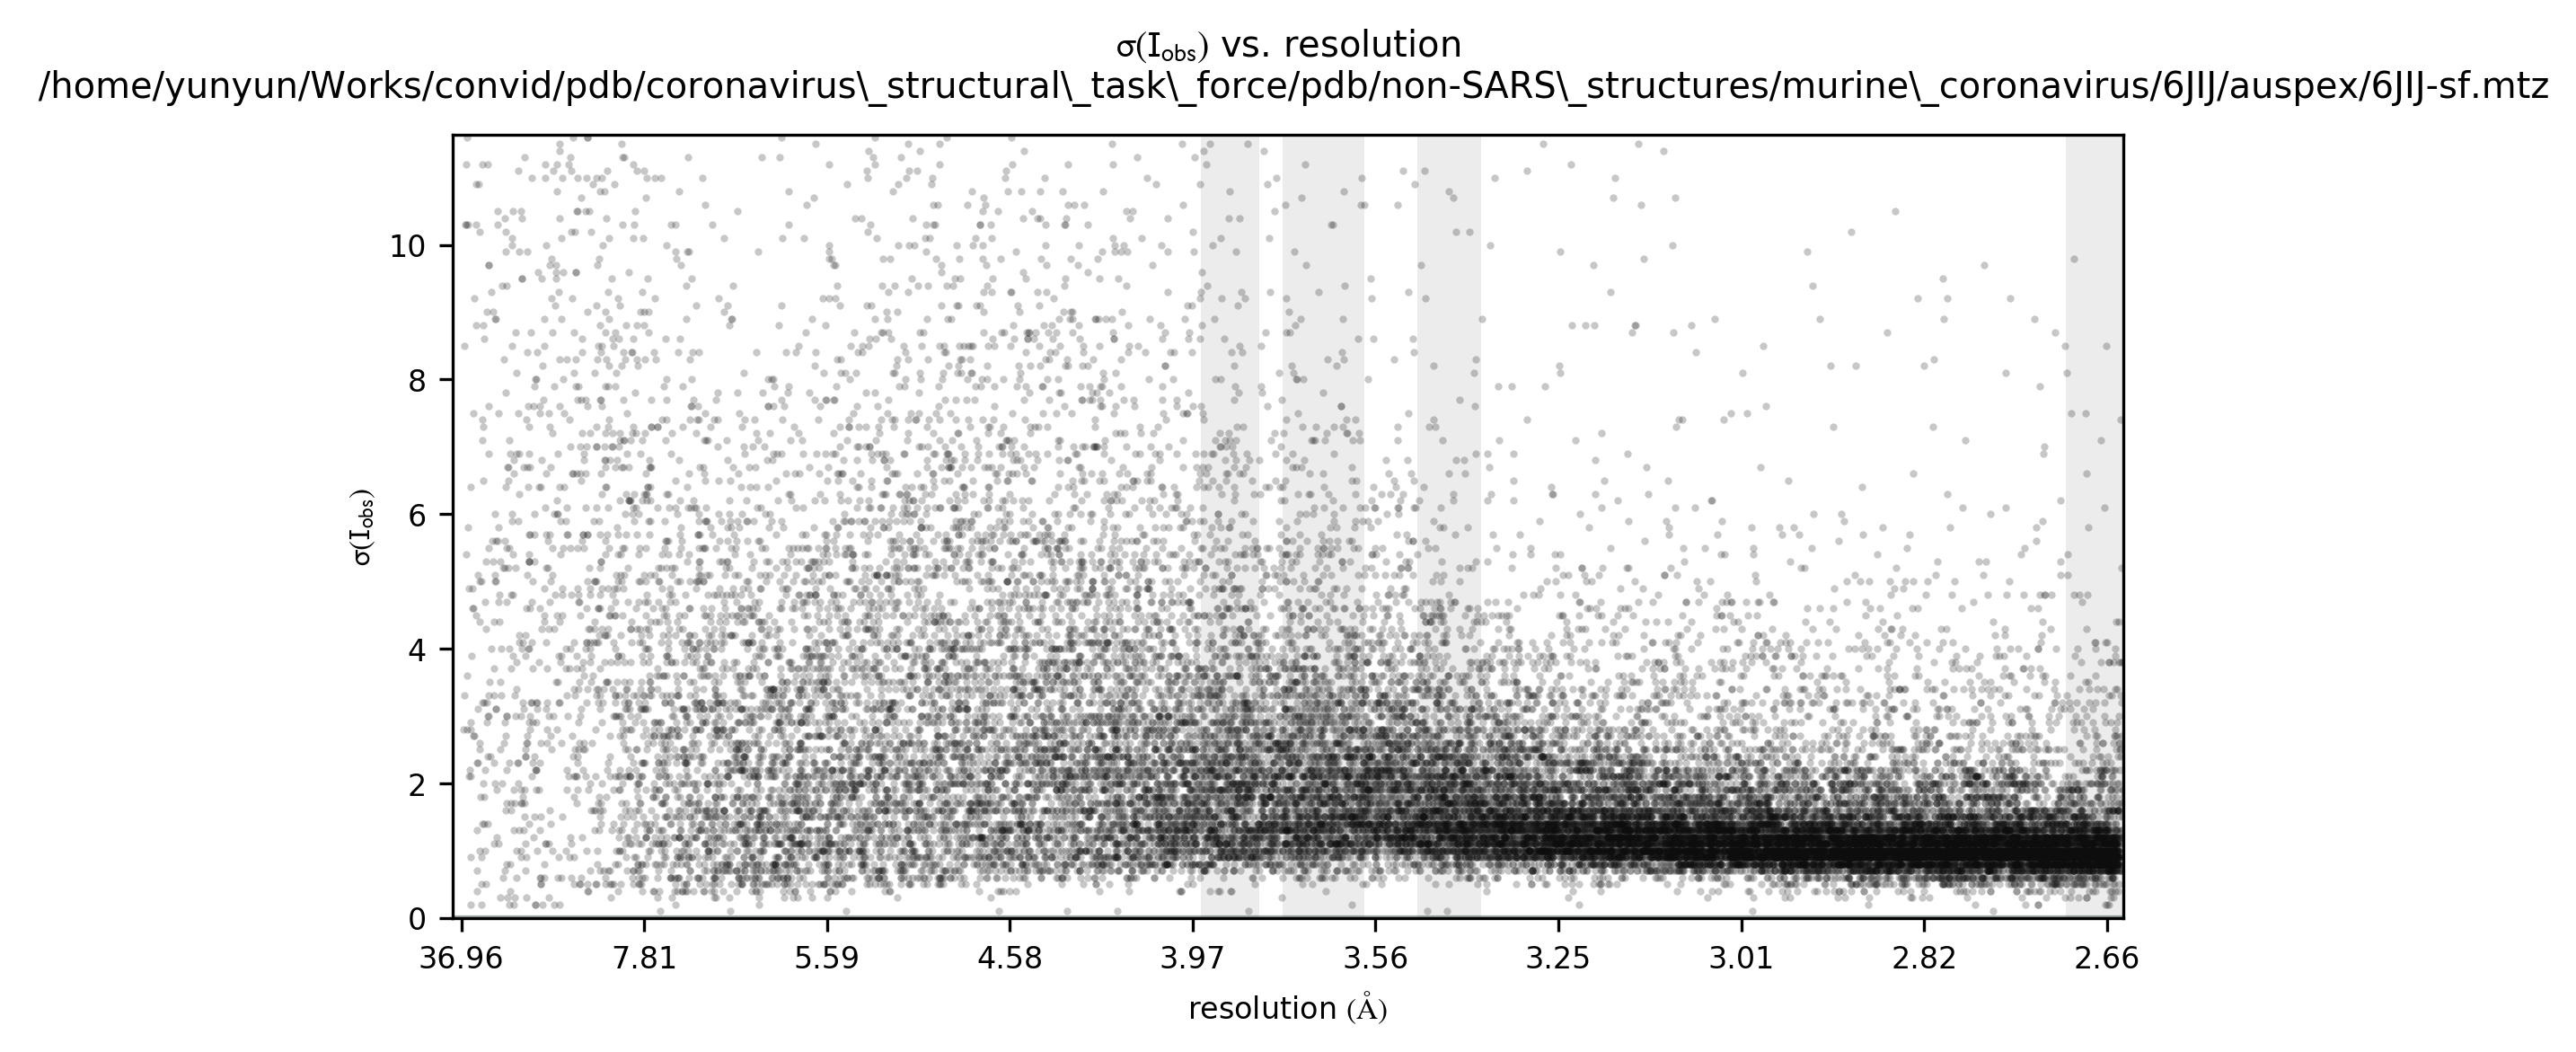 σ(I_obs) vs. resolution
/home/yunyun/Works/convid/pdb/coronavirus\_structural\_task\_force/pdb/non-SARS\_structures/murine\_coronavirus/6JIJ/auspex/6JIJ-sf.mtz
10
8
6
4
2
0
σ(I_obs)
36.96 7.81 5.59 4.58 3.97 3.56 3.25 3.01 2.82 2.66
resolution (Å)